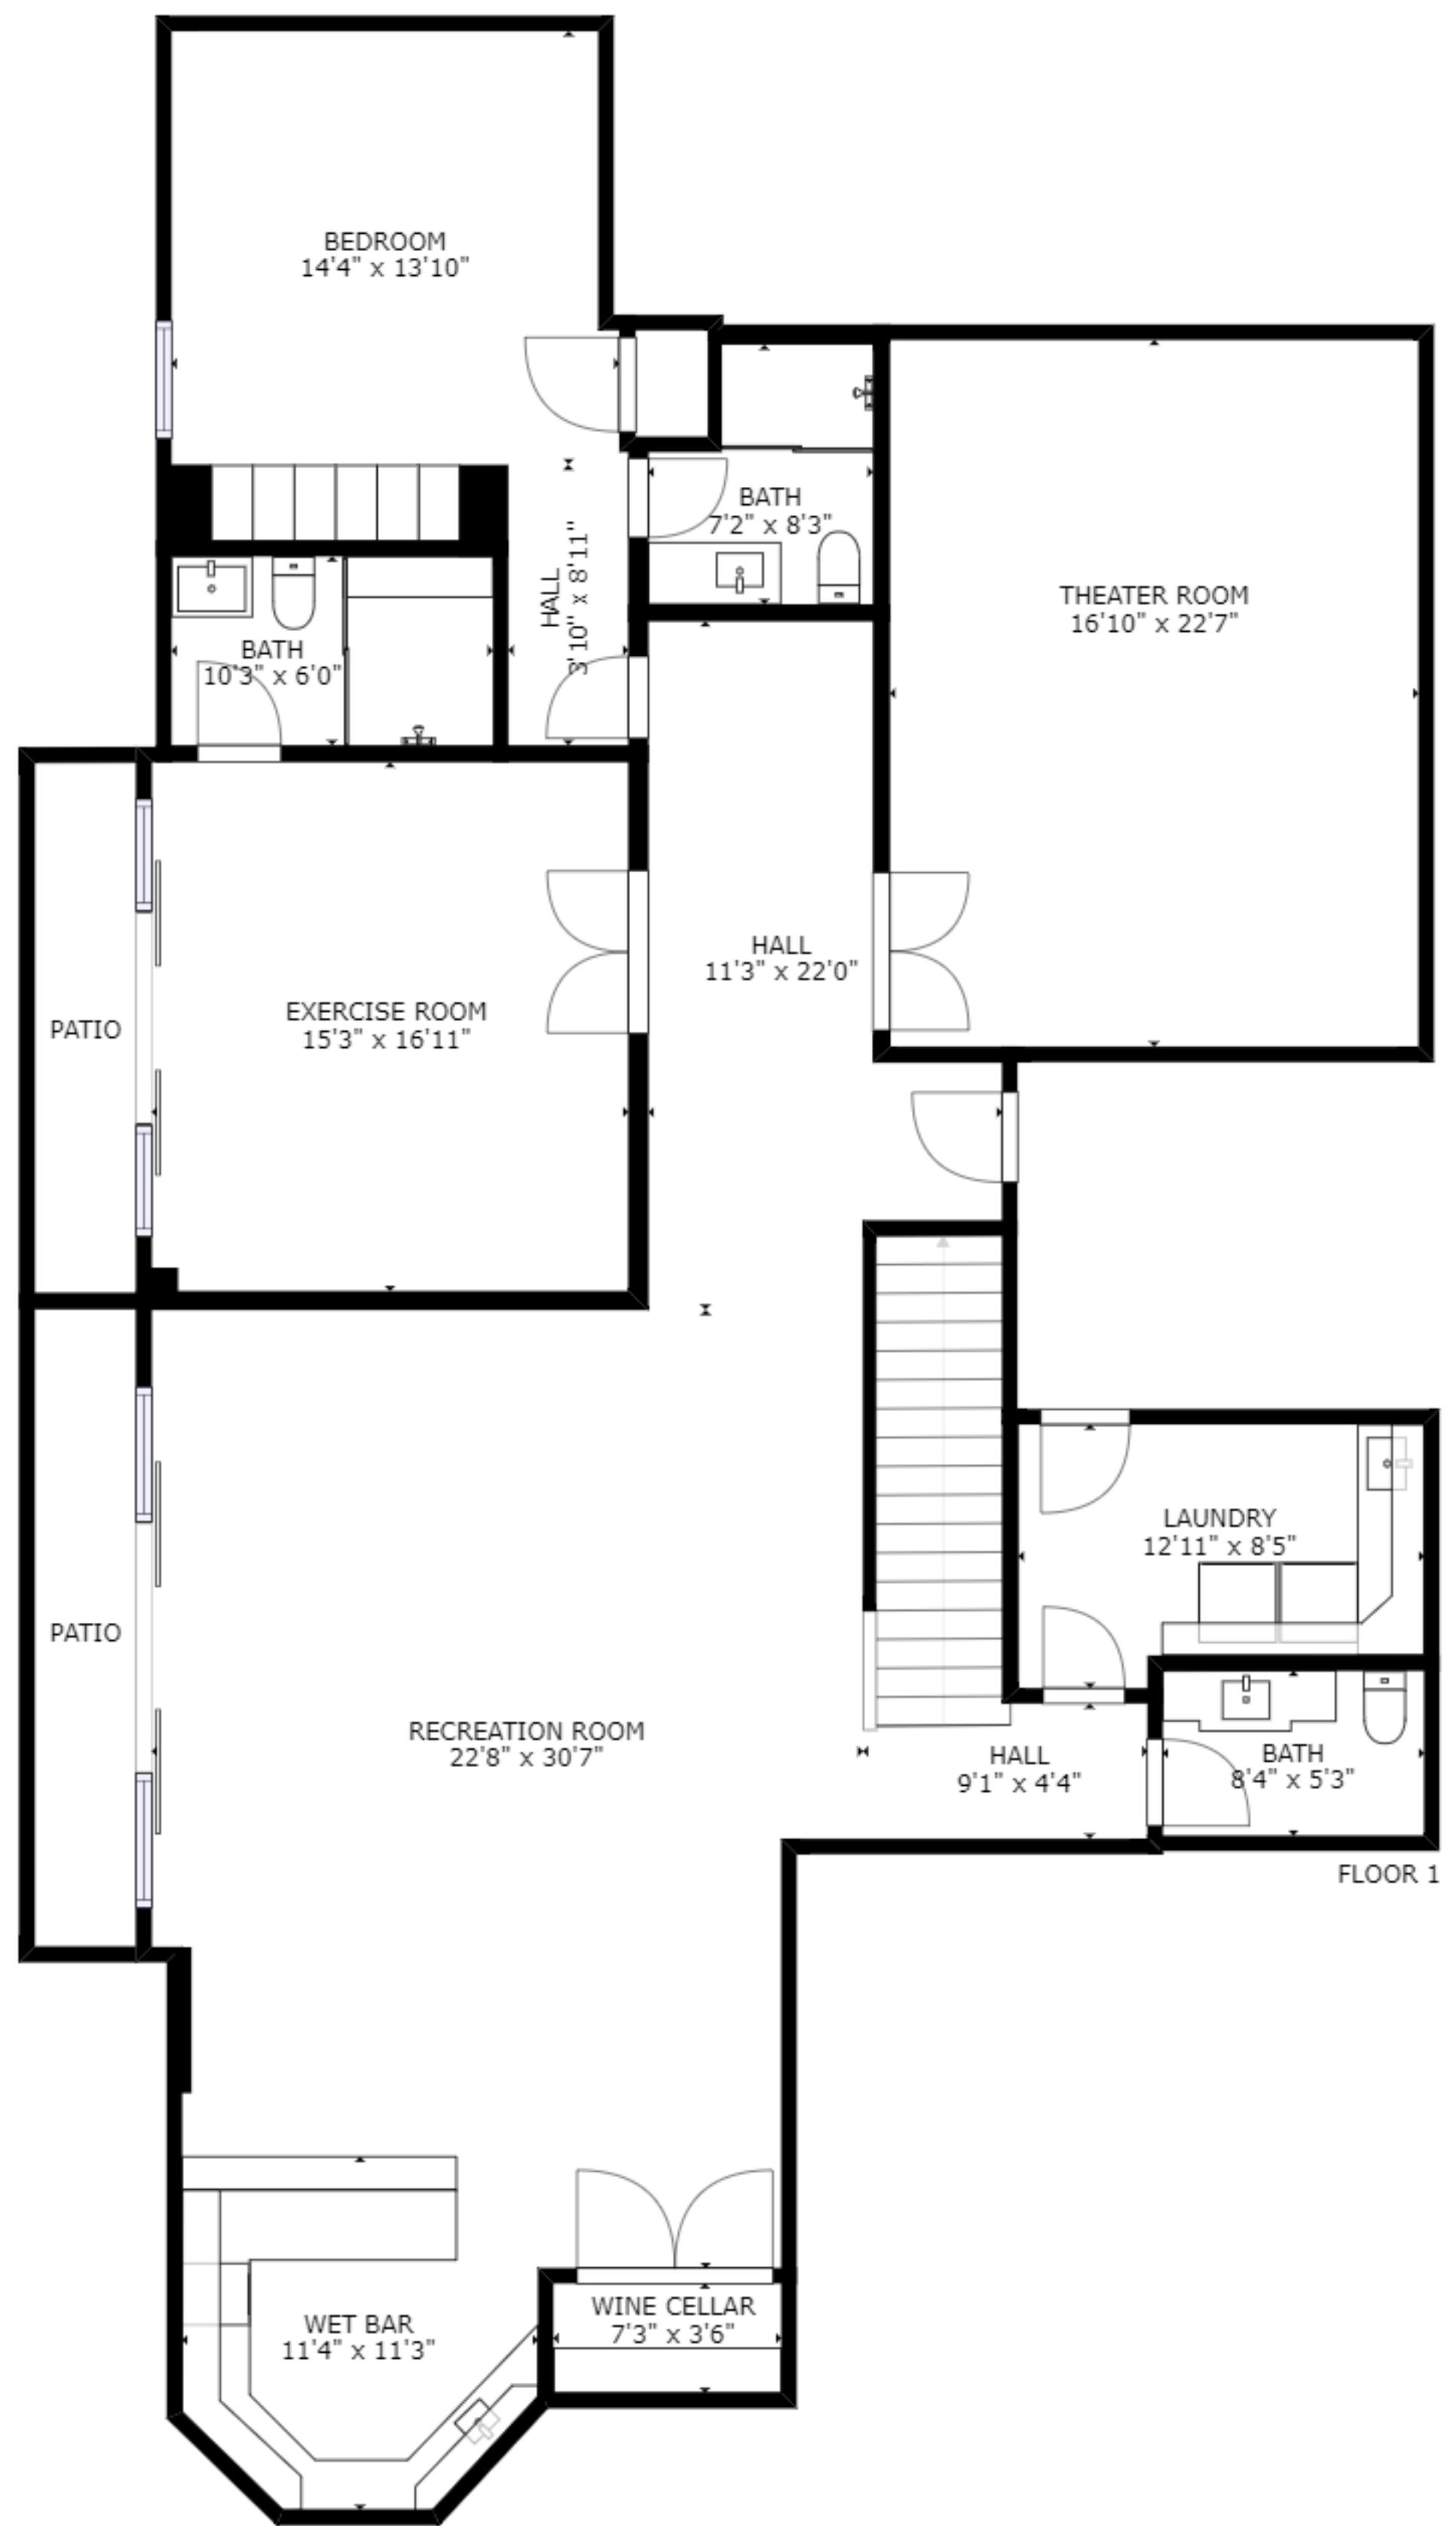 BEDROOM
14'4" x 13'10"
BATH
7'2" x 8'3"
HALL
3'10" x 8'11"
THEATER ROOM
16'10" x 22'7"
BATH
10'3" x 6'0"
HALL
11'3" x 22'0"
EXERCISE ROOM
15'3" x 16'11"
PATIO
LAUNDRY
12'11" x 8'5"
PATIO
RECREATION ROOM
22'8" x 30'7"
HALL
9'1" x 4'4"
BATH
8'4" x 5'3"
FLOOR 1
WINE CELLAR
7'3" x 3'6"
WET BAR
11'4" x 11'3"